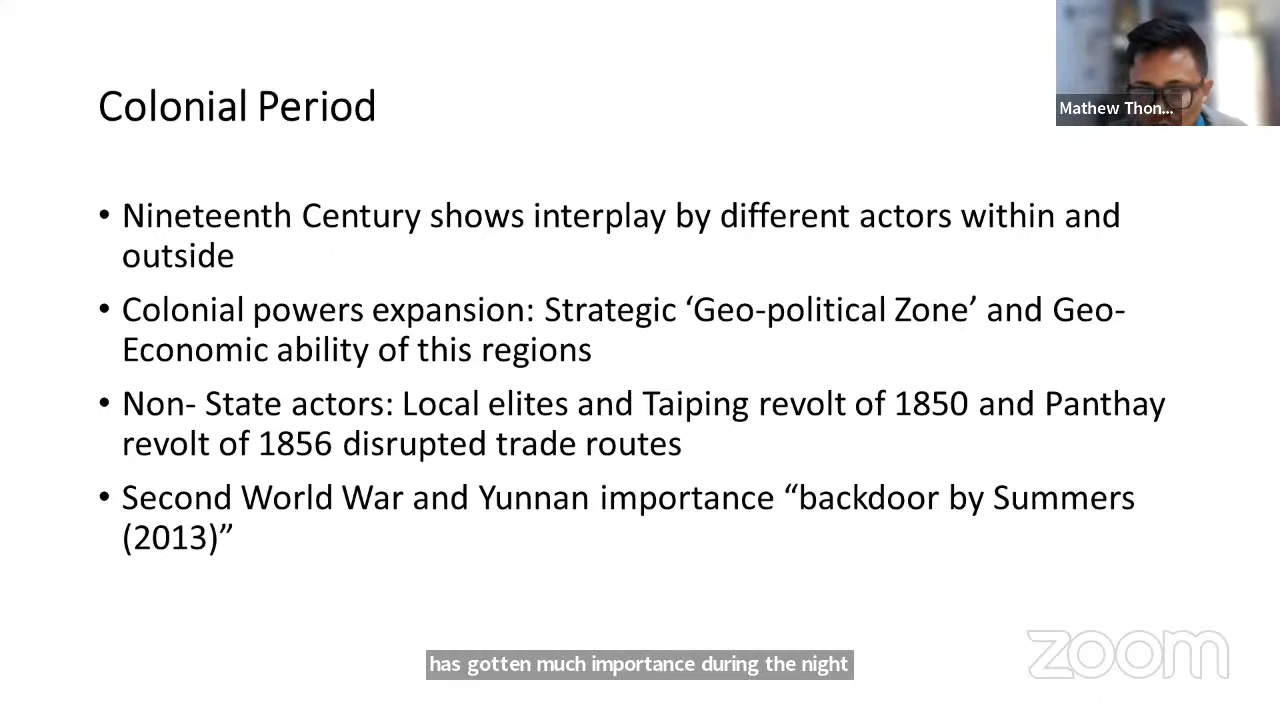 Colonial Period
Mathew Thon...
• Nineteenth Century shows interplay by different actors within and
outside
• Colonial powers expansion: Strategic ‘Geo-political Zone’ and Geo-
Economic ability of this regions
• Non- State actors: Local elites and Taiping revolt of 1850 and Panthay
revolt of 1856 disrupted trade routes
• Second World War and Yunnan importance “backdoor by Summers
(2013)”
zoom
has gotten much importance during the night